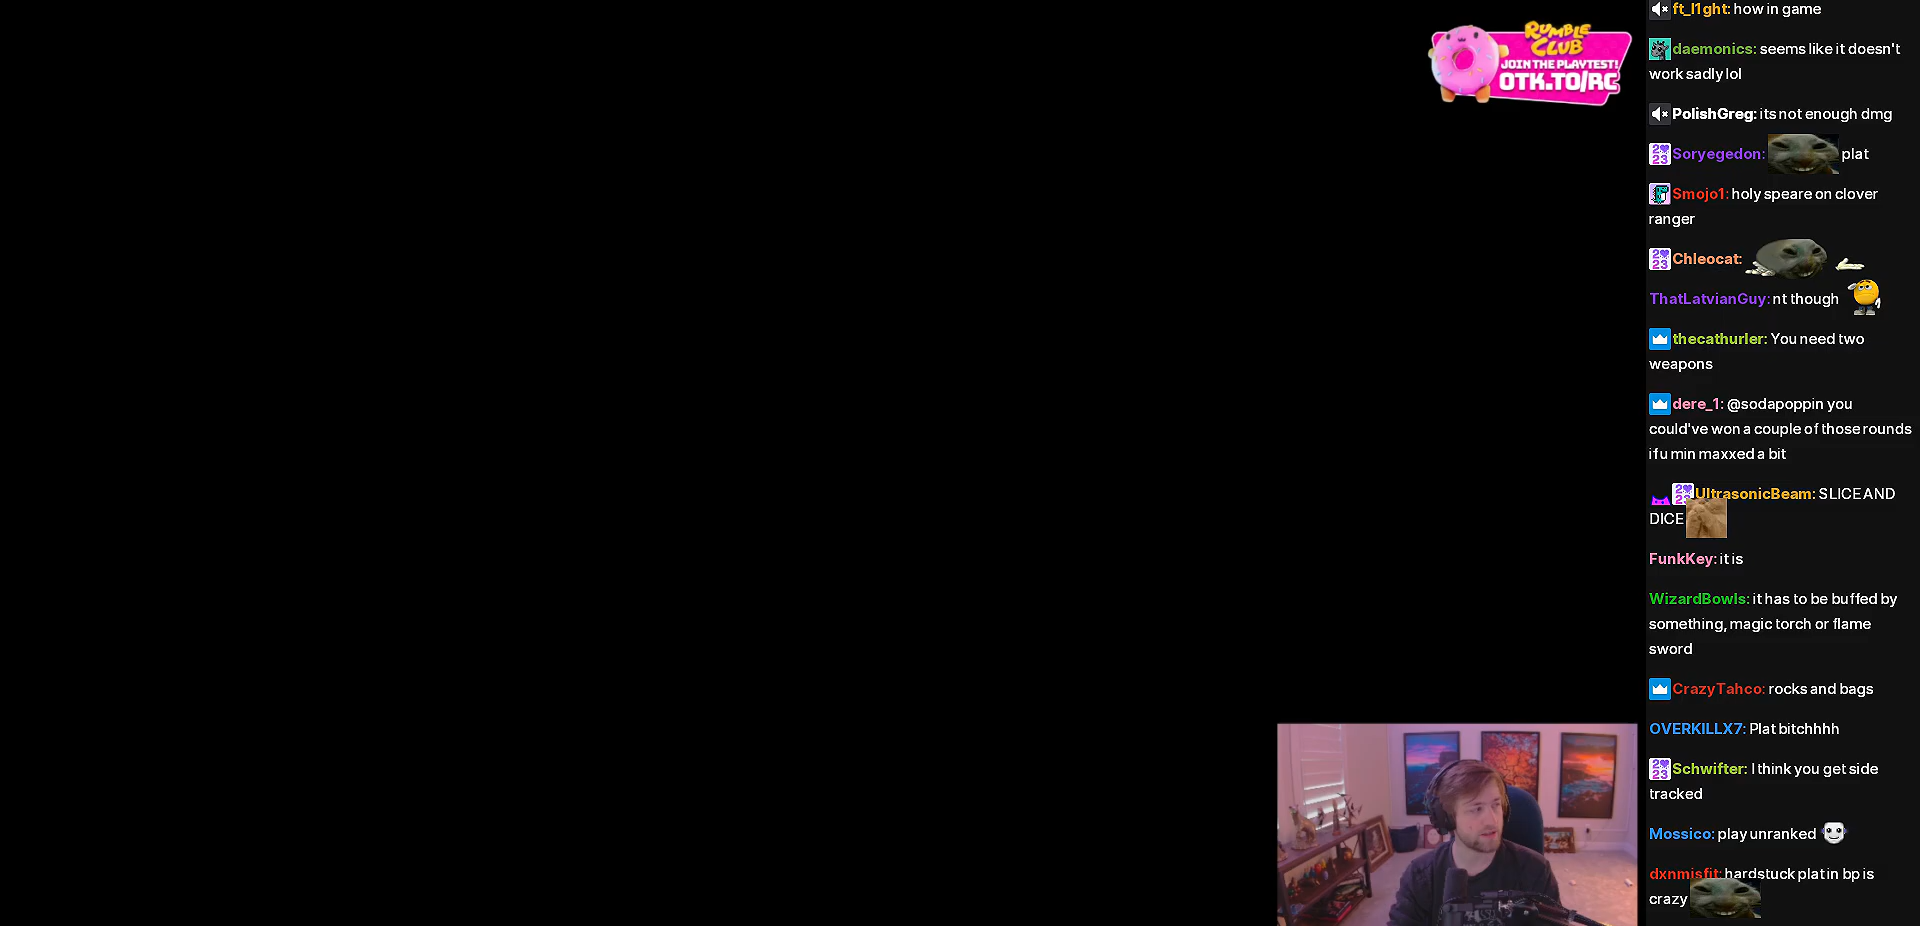 RUMBLE
CLUB
JOIN THE PLAYTEST!
OTK.TO/RC
ft_l1ght: how in game
daemonics: seems like it doesn't
work sadly lol
PolishGreg: its not enough dmg
Soryegedon: plat
Smojo1: holy speare on clover
ranger
Chleocat:
ThatLatvianGuy: nt though
thecathurler: You need two
weapons
dere_1: @sodapoppin you
could've won a couple of those rounds
if u min maxxed a bit
UltrasonicBeam: SLICE AND
DICE
FunkKey: it is
WizardBowls: it has to be buffed by
something, magic torch or flame
sword
CrazyTahco: rocks and bags
OVERKILLX7: Plat bitchhhh
Schwifter: I think you get side
tracked
Mossico: play unranked
dxnmisfit: hardstuck plat in bp is
crazy